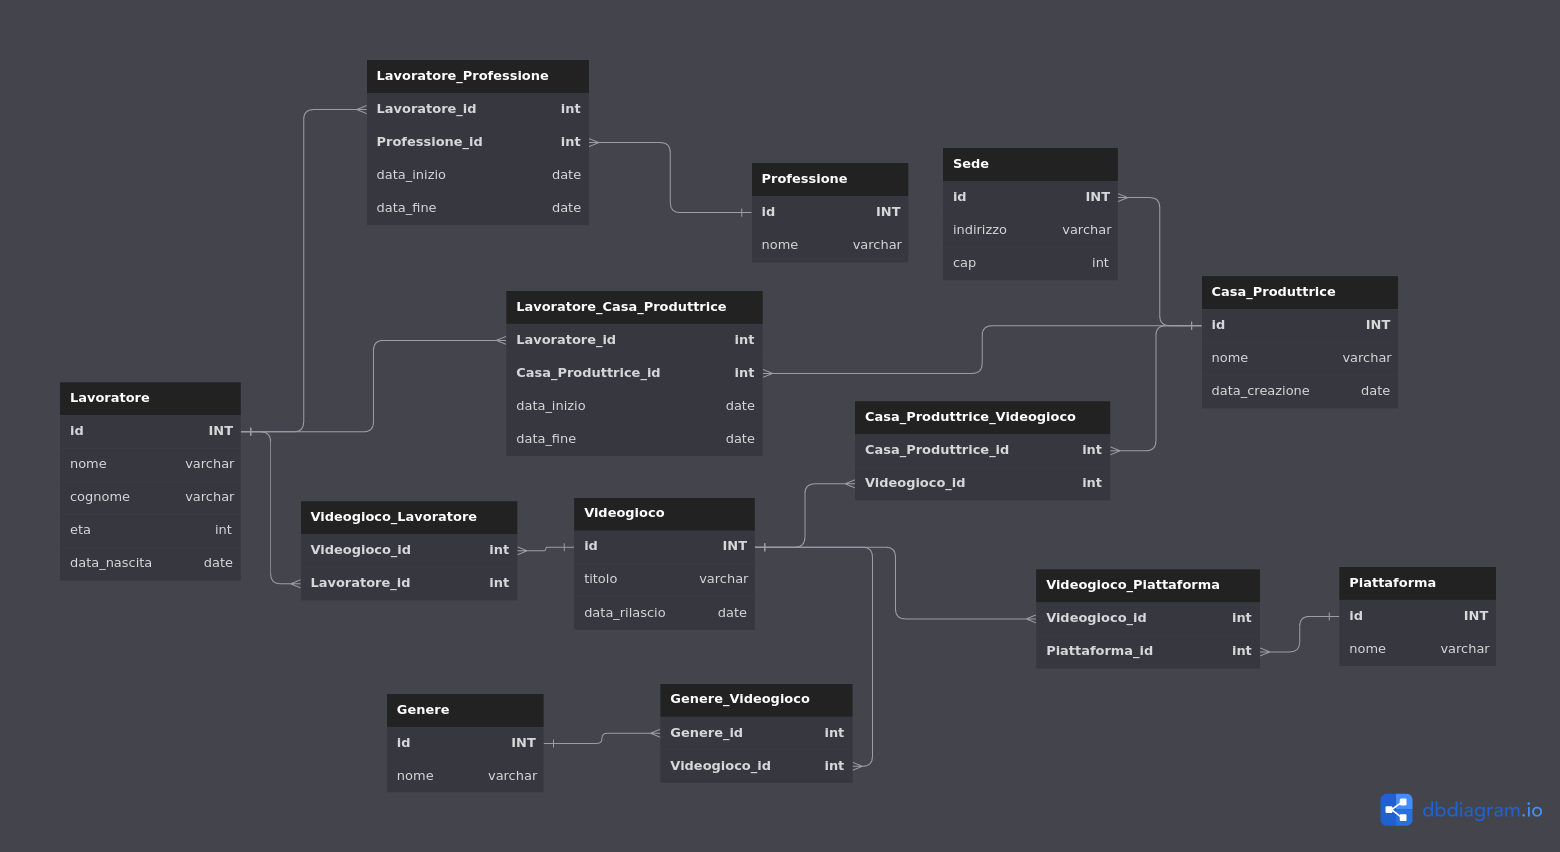 Lavoratore_Professione
Lavoratore_id int
Professione_id int
data_inizio date
data_fine date
Professione
id INT
nome varchar
Sede
id INT
indirizzo varchar
cap int
Casa_Produttrice
id INT
nome varchar
data_creazione date
Lavoratore_Casa_Produttrice
Lavoratore_id int
Casa_Produttrice_id int
data_inizio date
data_fine date
Lavoratore
id INT
nome varchar
cognome varchar
eta int
data_nascita date
Casa_Produttrice_Videogioco
Casa_Produttrice_id int
Videogioco_id int
Videogioco_Lavoratore
Videogioco_id int
Lavoratore_id int
Videogioco
id INT
titolo varchar
data_rilascio date
Videogioco_Piattaforma
Videogioco_id int
Piattaforma_id int
Piattaforma
id INT
nome varchar
Genere
id INT
nome varchar
Genere_Videogioco
Genere_id int
Videogioco_id int
dbdiagram.io